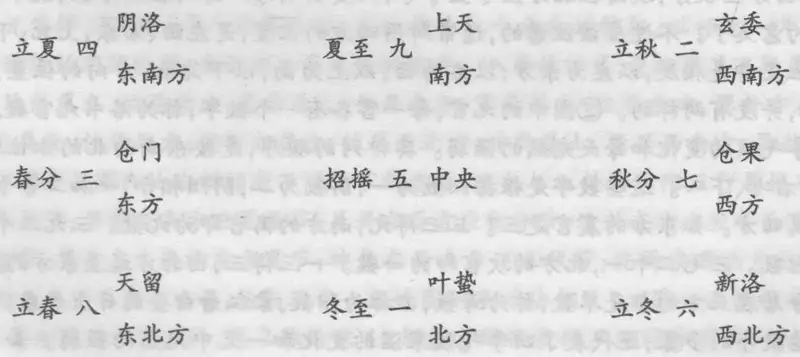 阴洛 上天 玄委
立夏 四 夏至 九 立秋 二
东南方 南方 西南方
仓门 仓果
春分 三 招摇 五 中央 秋分 七
东方 西方
天留 叶蛰 新洛
立春 八 冬至 一 立冬 六
东北方 北方 西北方